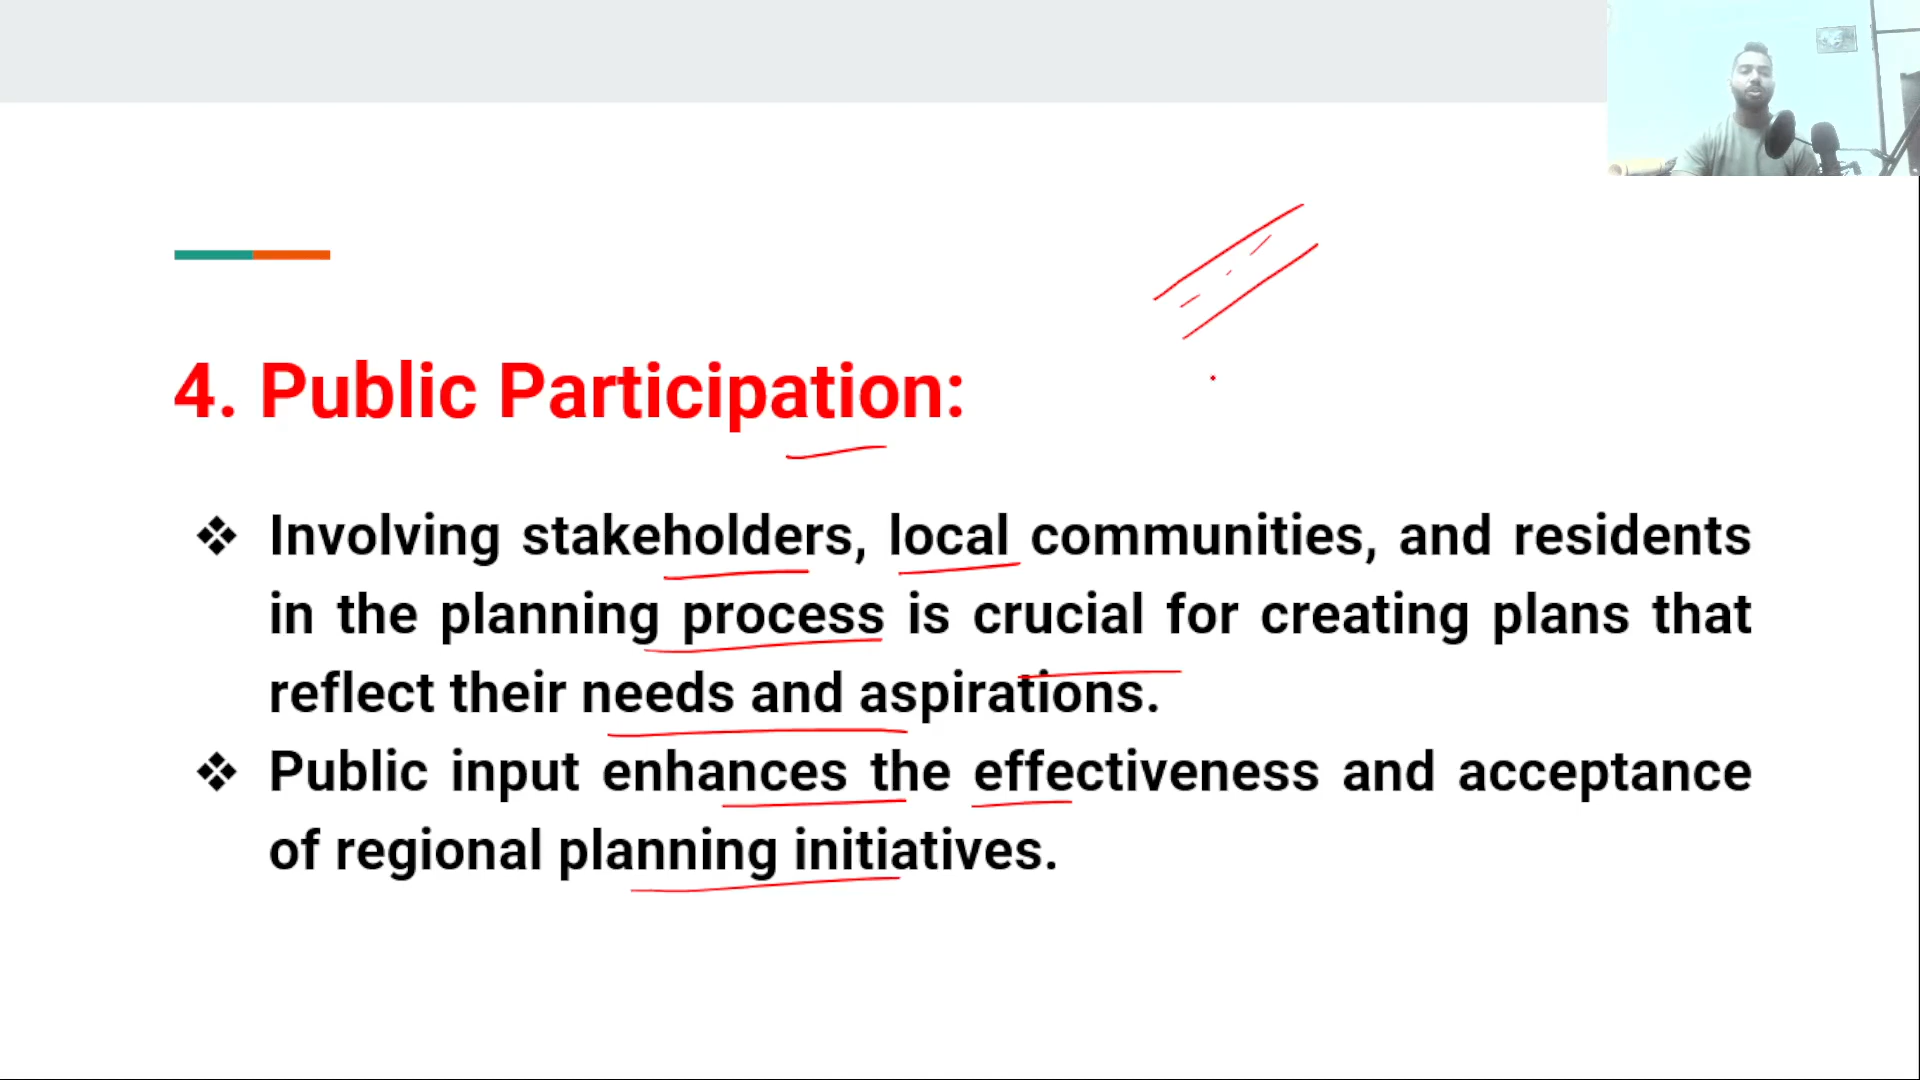 4. Public Participation:
❖ Involving stakeholders, local communities, and residents
in the planning process is crucial for creating plans that
reflect their needs and aspirations.
❖ Public input enhances the effectiveness and acceptance
of regional planning initiatives.